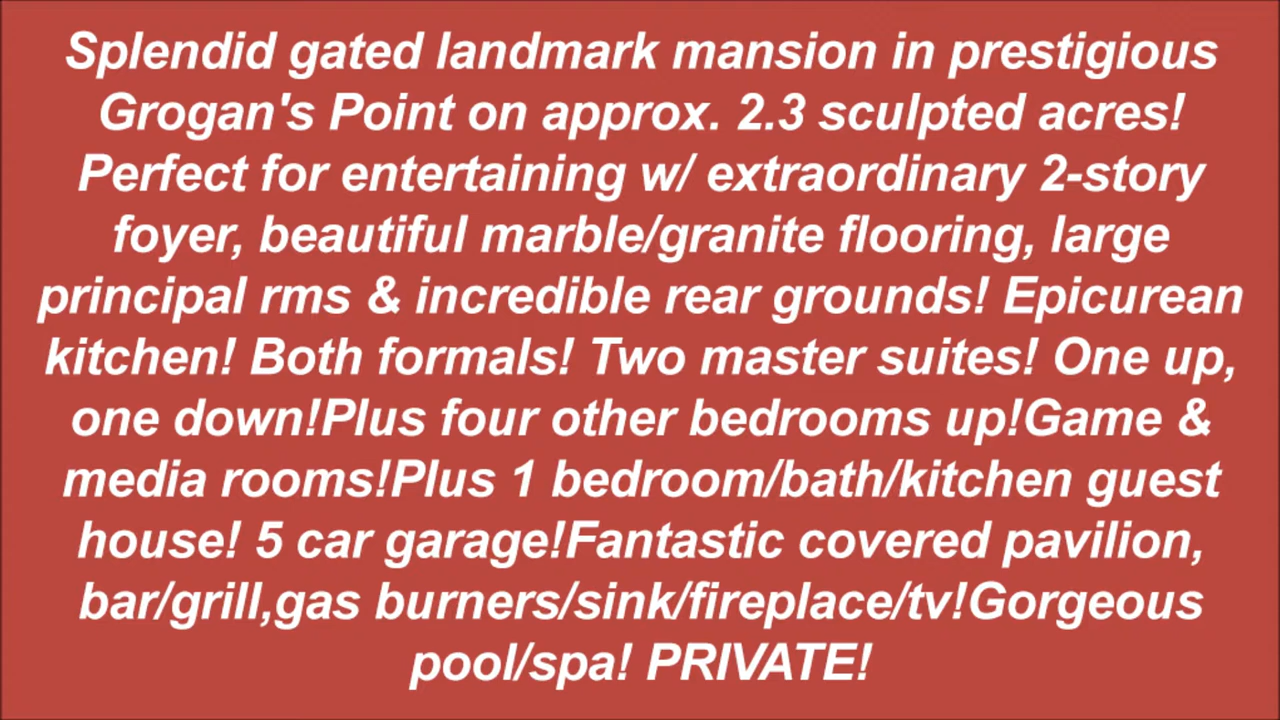 Splendid gated landmark mansion in prestigious
Grogan's Point on approx. 2.3 sculpted acres!
Perfect for entertaining w/ extraordinary 2-story
foyer, beautiful marble/granite flooring, large
principal rms & incredible rear grounds! Epicurean
kitchen! Both formals! Two master suites! One up,
one down!Plus four other bedrooms up!Game &
media rooms!Plus 1 bedroom/bath/kitchen guest
house! 5 car garage!Fantastic covered pavilion,
bar/grill,gas burners/sink/fireplace/tv!Gorgeous
pool/spa! PRIVATE!